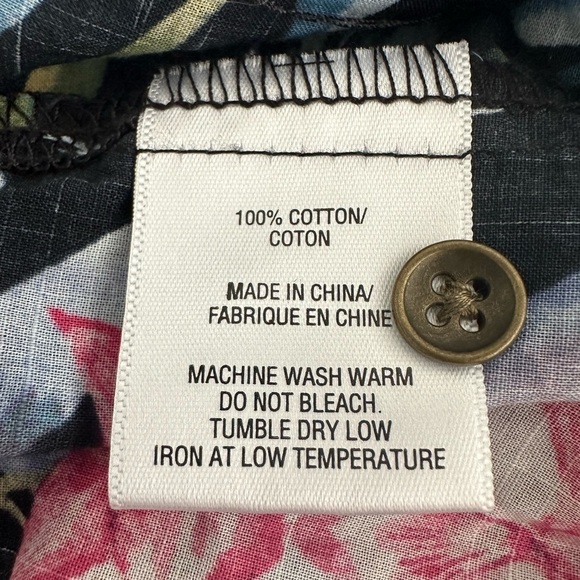 100% COTTON/
COTON
MADE IN CHINA/
FABRIQUE EN CHINE
MACHINE WASH WARM
DO NOT BLEACH.
TUMBLE DRY LOW
IRON AT LOW TEMPERATURE